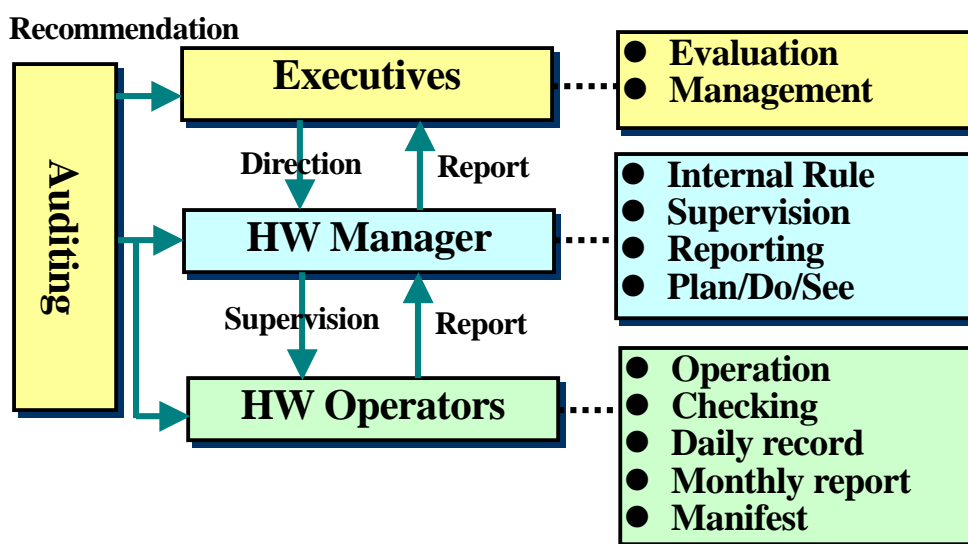 Recommendation
Executives
● Evaluation
● Management
Auditing
Direction
Report
HW Manager
● Internal Rule
● Supervision
● Reporting
● Plan/Do/See
Supervision
Report
HW Operators
● Operation
● Checking
● Daily record
● Monthly report
● Manifest